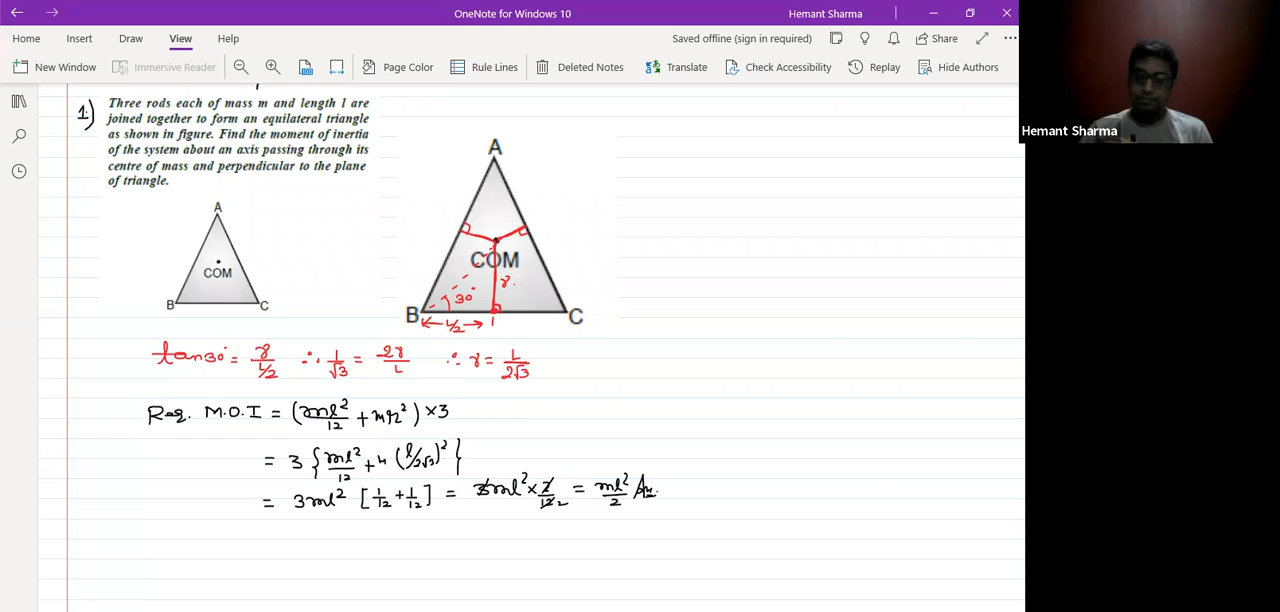 OneNote for Windows 10
Hemant Sharma
Home Insert Draw View Help
Saved offline (sign in required) Share
New Window Immersive Reader 100 Page Color Rule Lines Deleted Notes Translate Check Accessibility Replay Hide Authors
Hemant Sharma
1.)
Three rods each of mass m and length l are
joined together to form an equilateral triangle
as shown in figure. Find the moment of inertia
of the system about an axis passing through its
centre of mass and perpendicular to the plane
of triangle.
A
COM
B C
A
COM
r.
30
B C
L/2
tan30° = r/L/2 ∴ 1/√3 = 2r/L ∴ r = L/2√3
Req. M.O.I = (ml²/12 + mr²) × 3
= 3 { ml²/12 + m (l/2√3)² }
= 3ml² [1/12 + 1/12] = 3ml² × 2/12 2 = ml²/2 Ans.